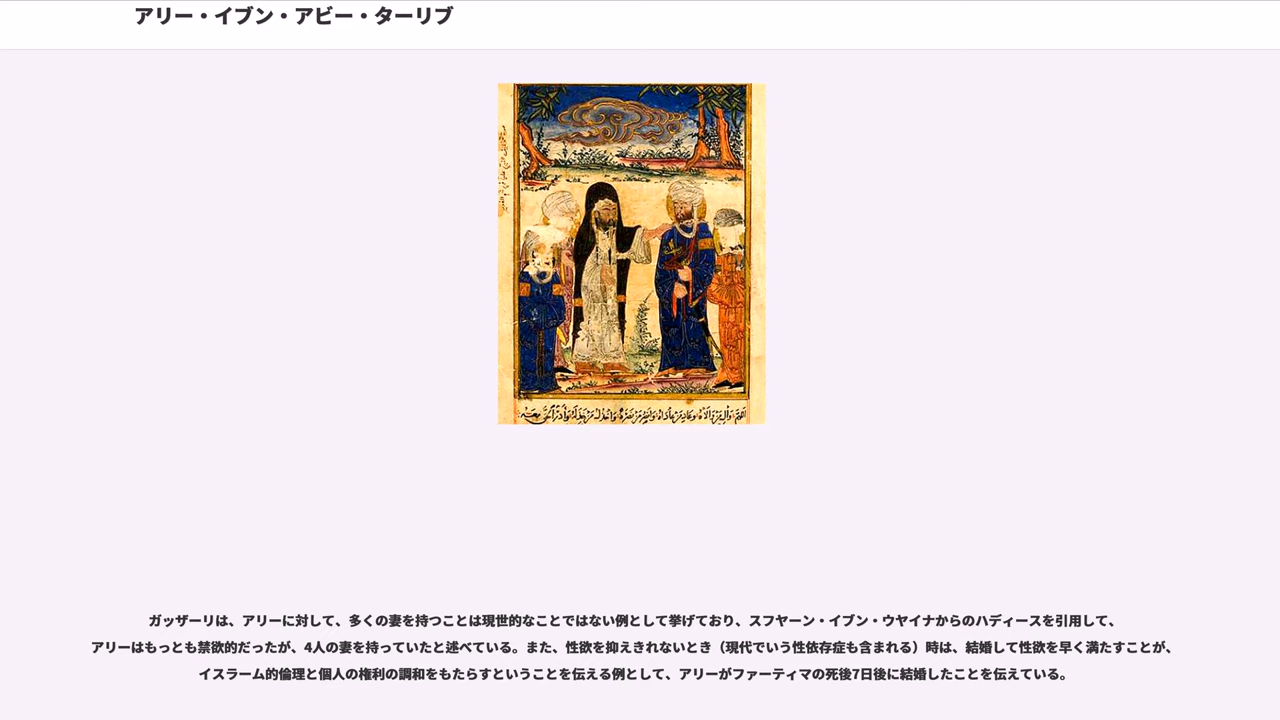 アリー・イブン・アビー・ターリブ
ガッザーリは、アリーに対して、多くの妻を持つことは現世的なことではない例として挙げており、スフヤーン・イブン・ウヤイナからのハディースを引用して、
アリーはもっとも禁欲的だったが、4人の妻を持っていたと述べている。また、性欲を抑えきれないとき（現代でいう性依存症も含まれる）時は、結婚して性欲を早く満たすことが、
イスラーム的倫理と個人の権利の調和をもたらすということを伝える例として、アリーがファーティマの死後7日後に結婚したことを伝えている。